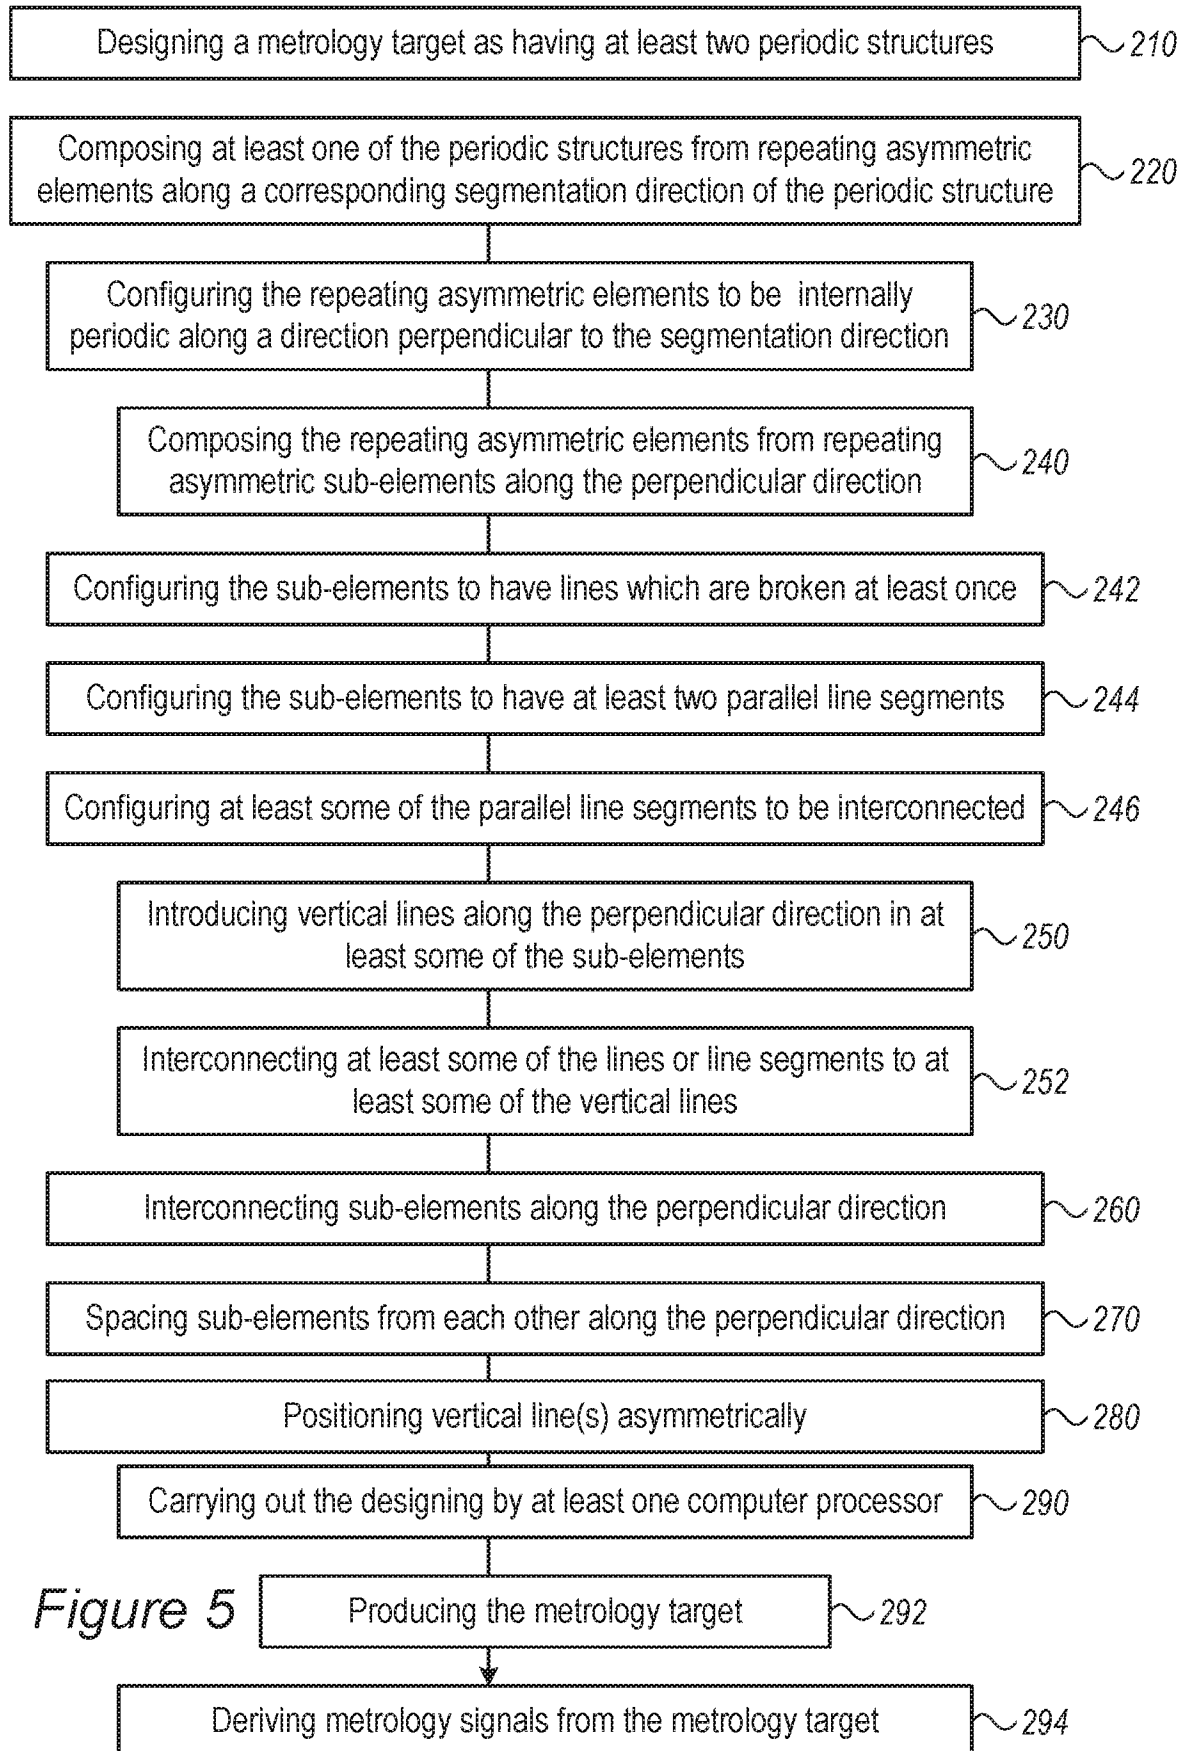 Designing a metrology target as having at least two periodic structures
210
Composing at least one of the periodic structures from repeating asymmetric
elements along a corresponding segmentation direction of the periodic structure
220
Configuring the repeating asymmetric elements to be internally
periodic along a direction perpendicular to the segmentation direction
230
Composing the repeating asymmetric elements from repeating
asymmetric sub-elements along the perpendicular direction
240
Configuring the sub-elements to have lines which are broken at least once
242
Configuring the sub-elements to have at least two parallel line segments
244
Configuring at least some of the parallel line segments to be interconnected
246
Introducing vertical lines along the perpendicular direction in at
least some of the sub-elements
250
Interconnecting at least some of the lines or line segments to at
least some of the vertical lines
252
Interconnecting sub-elements along the perpendicular direction
260
Spacing sub-elements from each other along the perpendicular direction
270
Positioning vertical line(s) asymmetrically
280
Carrying out the designing by at least one computer processor
290
Figure 5
Producing the metrology target
292
Deriving metrology signals from the metrology target
294